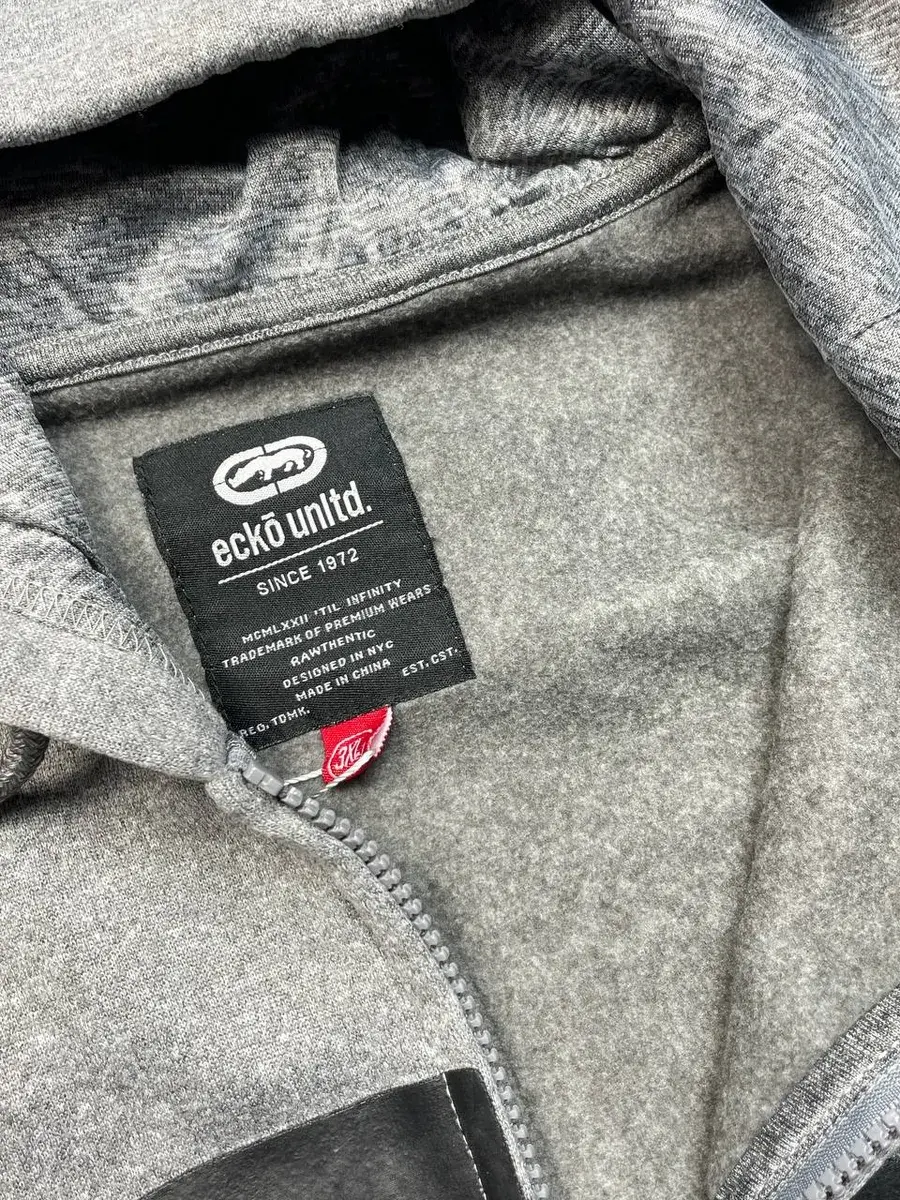 eckō unltd.
SINCE 1972
MCMLXXII 'TIL INFINITY
TRADEMARK OF PREMIUM WEARS
RAWTHENTIC
DESIGNED IN NYC
MADE IN CHINA
EST. CST.
REG. TDMK.
3XL